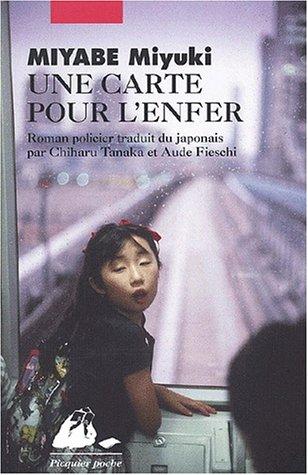 MIYABE Miyuki
UNE CARTE
POUR L'ENFER
Roman policier traduit du japonais
par Chiharu Tanaka et Aude Fieschi
Picquier poche